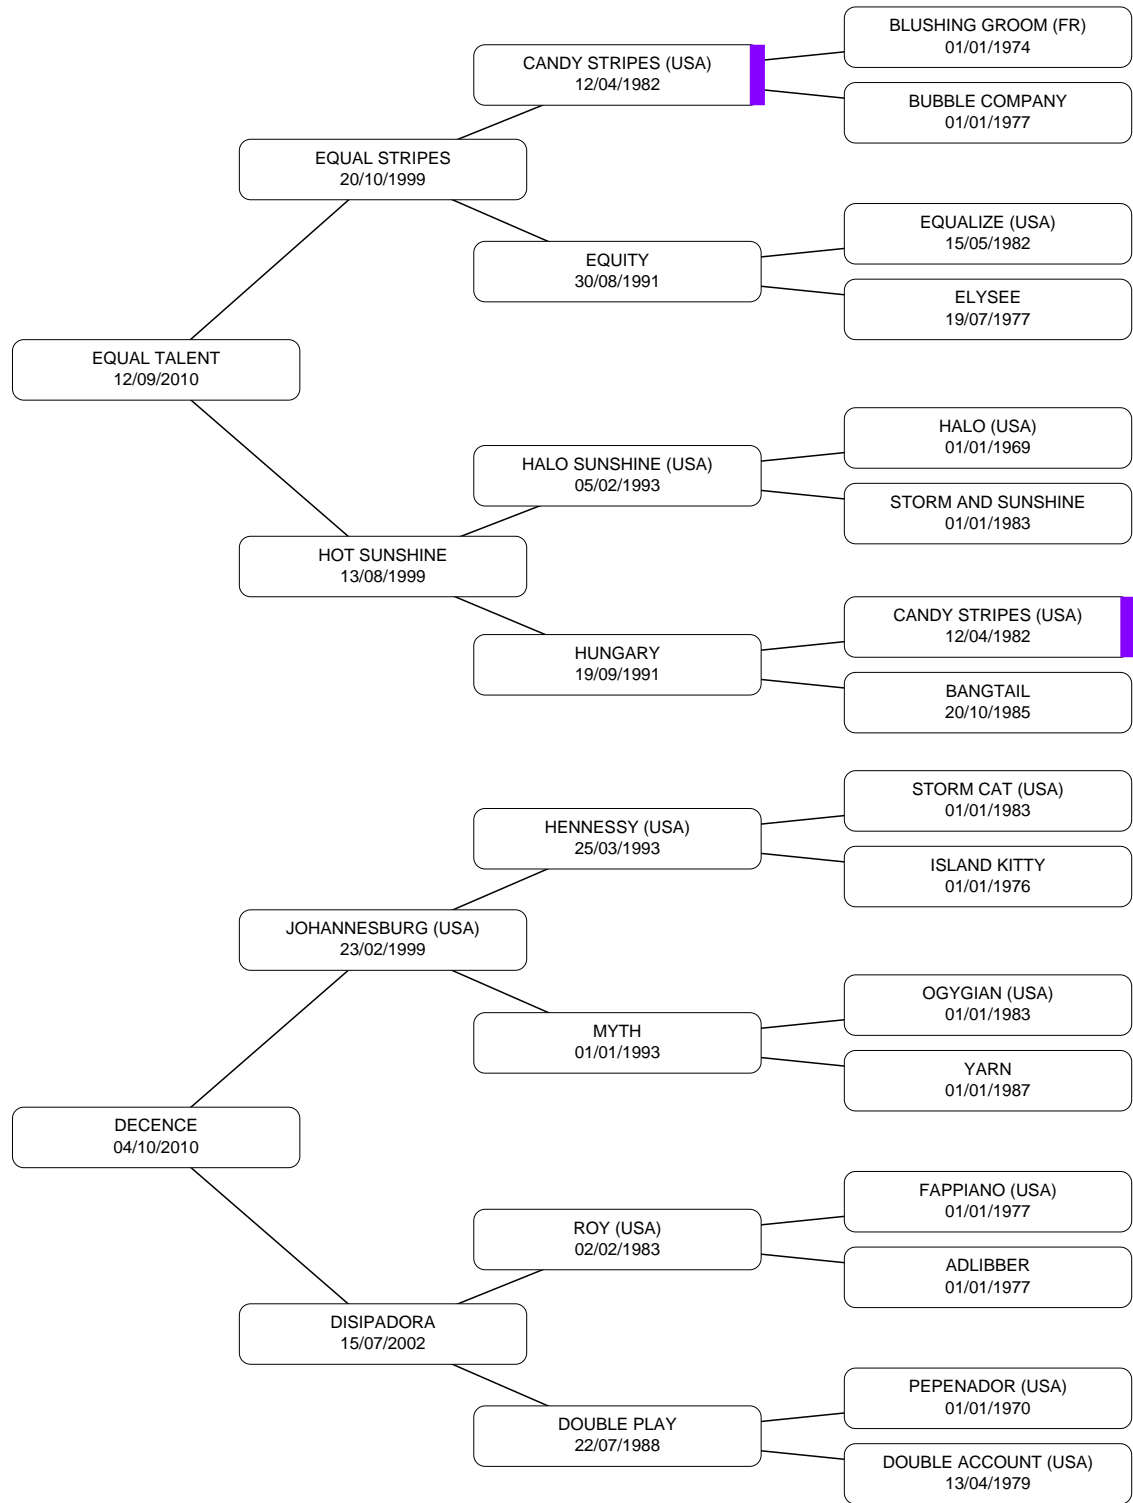 BLUSHING GROOM (FR)
01/01/1974
CANDY STRIPES (USA)
12/04/1982
BUBBLE COMPANY
01/01/1977
EQUAL STRIPES
20/10/1999
EQUALIZE (USA)
15/05/1982
EQUITY
30/08/1991
ELYSEE
19/07/1977
EQUAL TALENT
12/09/2010
HALO (USA)
01/01/1969
HALO SUNSHINE (USA)
05/02/1993
STORM AND SUNSHINE
01/01/1983
HOT SUNSHINE
13/08/1999
CANDY STRIPES (USA)
12/04/1982
HUNGARY
19/09/1991
BANGTAIL
20/10/1985
STORM CAT (USA)
01/01/1983
HENNESSY (USA)
25/03/1993
ISLAND KITTY
01/01/1976
JOHANNESBURG (USA)
23/02/1999
OGYGIAN (USA)
01/01/1983
MYTH
01/01/1993
YARN
01/01/1987
DECENCE
04/10/2010
FAPPIANO (USA)
01/01/1977
ROY (USA)
02/02/1983
ADLIBBER
01/01/1977
DISIPADORA
15/07/2002
PEPENADOR (USA)
01/01/1970
DOUBLE PLAY
22/07/1988
DOUBLE ACCOUNT (USA)
13/04/1979